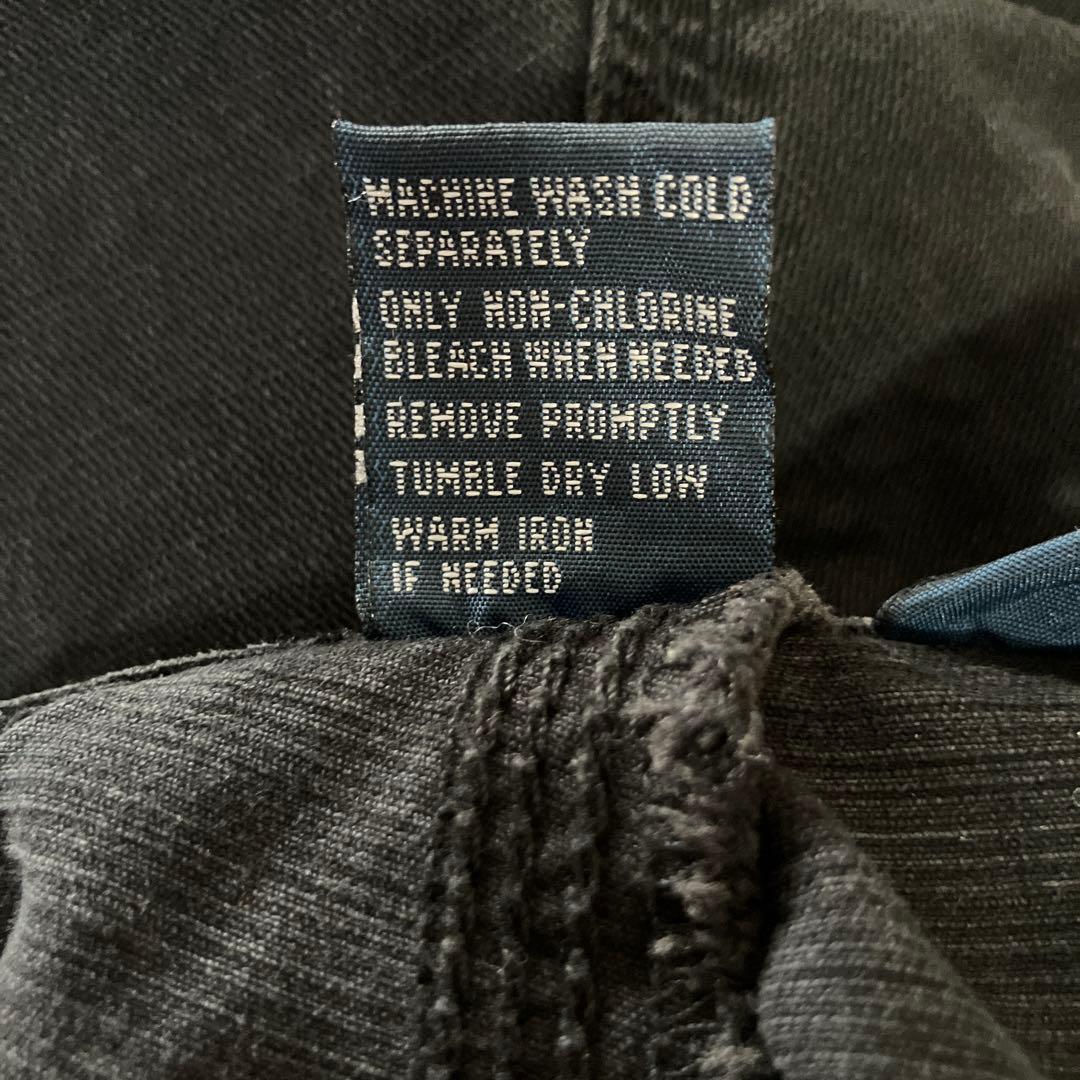 MACHINE WASH COLD
SEPARATELY
ONLY NON-CHLORINE
BLEACH WHEN NEEDED
REMOVE PROMPTLY
TUMBLE DRY LOW
WARM IRON
IF NEEDED